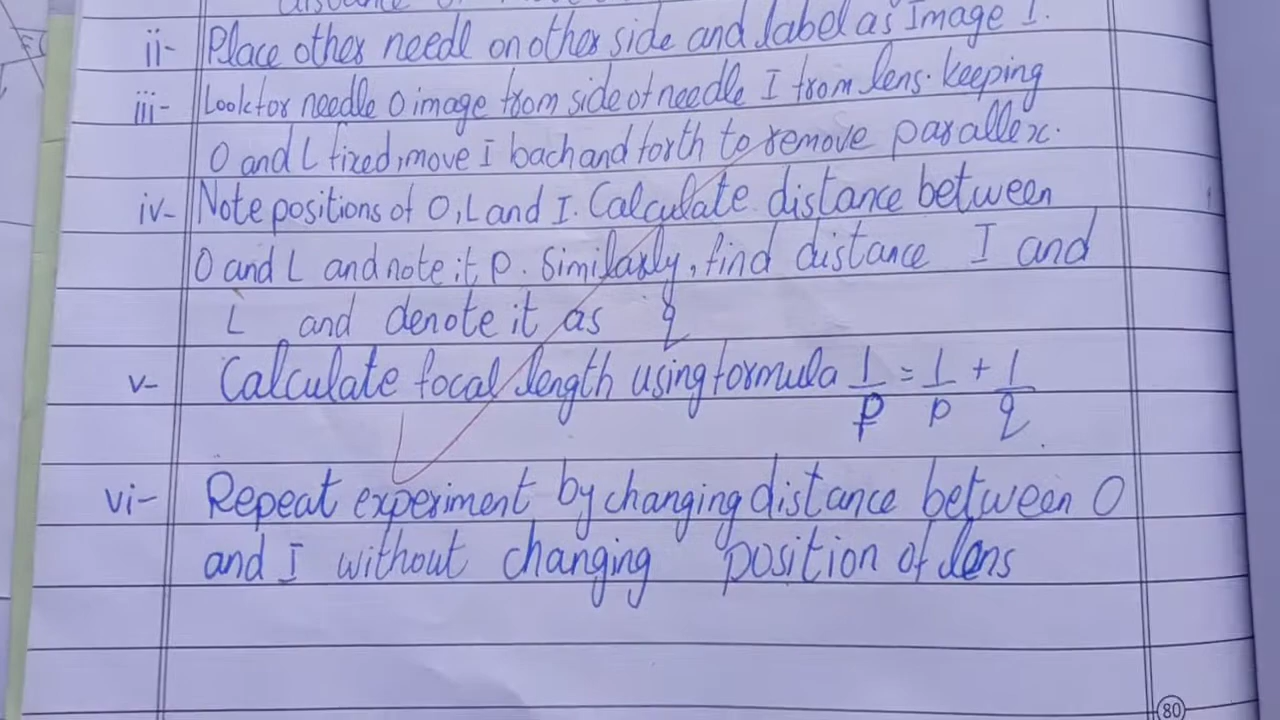 ii- Place other needl on other side and label as Image I.
iii- Look for needle O image from side of needle I from lens. keeping
O and L fixed, move I bach and forth to remove parallex.
iv- Note positions of O, L and I. Calculate distance between
O and L and note it p. Similarly, find distance I and
L and denote it as q
v- Calculate focal length using formula 1/f = 1/p + 1/q.
vi- Repeat experiment by changing distance between O
and I without changing position of lens
80